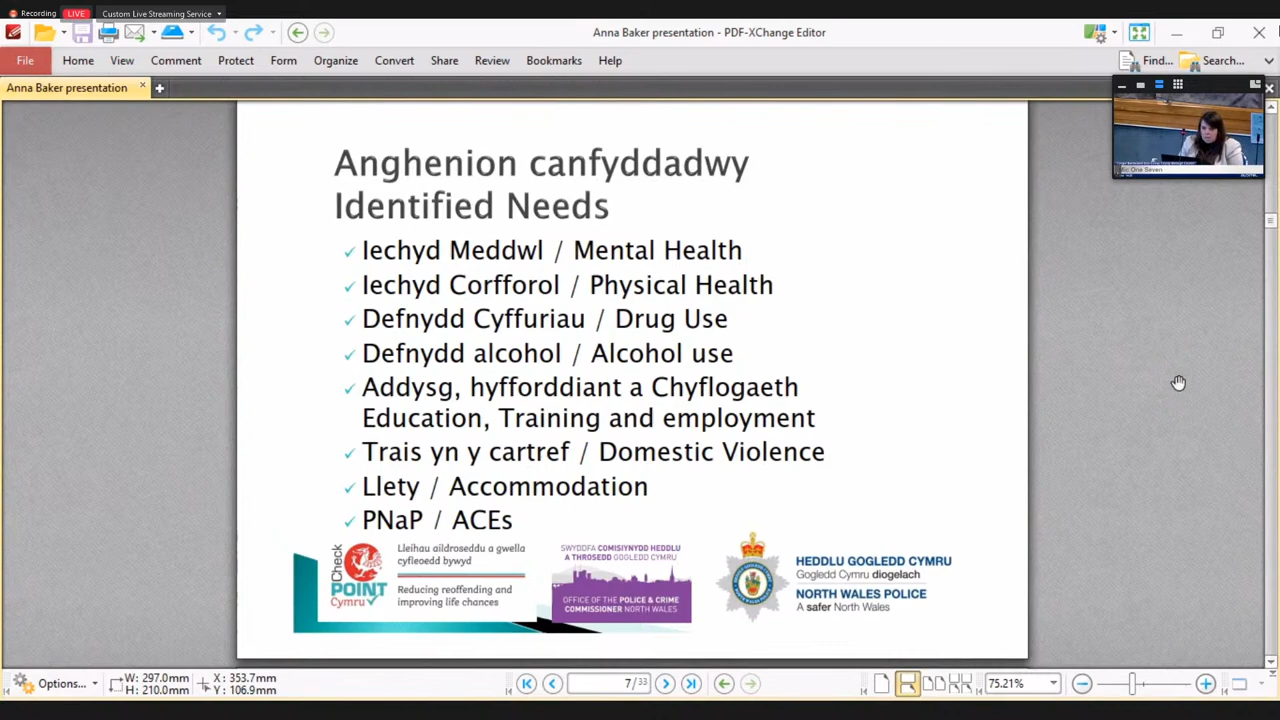 Recording
LIVE
Custom Live Streaming Service
Anna Baker presentation - PDF-XChange Editor
File Home View Comment Protect Form Organize Convert Share Review Bookmarks Help
Find... Search...
Anna Baker presentation
Mic One Seven
Anghenion canfyddadwy
Identified Needs
Iechyd Meddwl / Mental Health
Iechyd Corfforol / Physical Health
Defnydd Cyffuriau / Drug Use
Defnydd alcohol / Alcohol use
Addysg, hyfforddiant a Chyflogaeth
Education, Training and employment
Trais yn y cartref / Domestic Violence
Llety / Accommodation
PNaP / ACEs
Check
POINT
Cymru
Lleihau aildroseddu a gwella
cyfleoedd bywyd
Reducing reoffending and
improving life chances
SWYDDFA COMISIYNYDD HEDDLU
A THROSEDD GOGLEDD CYMRU
OFFICE OF THE POLICE & CRIME
COMMISSIONER NORTH WALES
HEDDLU GOGLEDD CYMRU
Gogledd Cymru diogelach
NORTH WALES POLICE
A safer North Wales
Options...
W: 297.0mm
H: 210.0mm
X: 353.7mm
Y: 106.9mm
7 / 33
75.21%